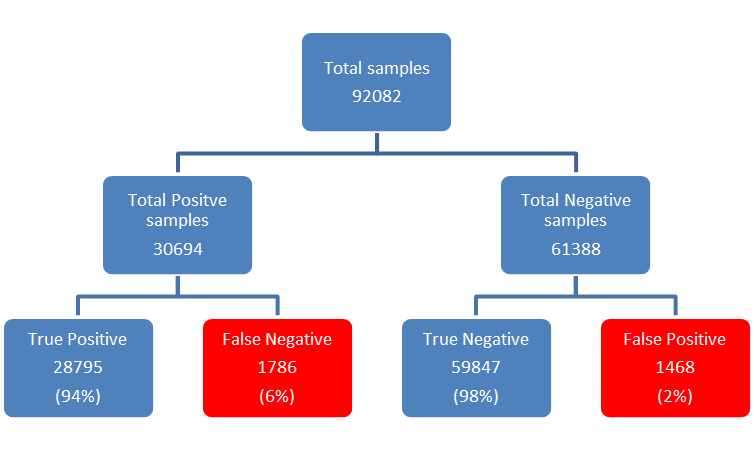 Total samples
92082
Total Positve
samples
30694
Total Negative
samples
61388
True Positive
28795
(94%)
False Negative
1786
(6%)
True Negative
59847
(98%)
False Positive
1468
(2%)